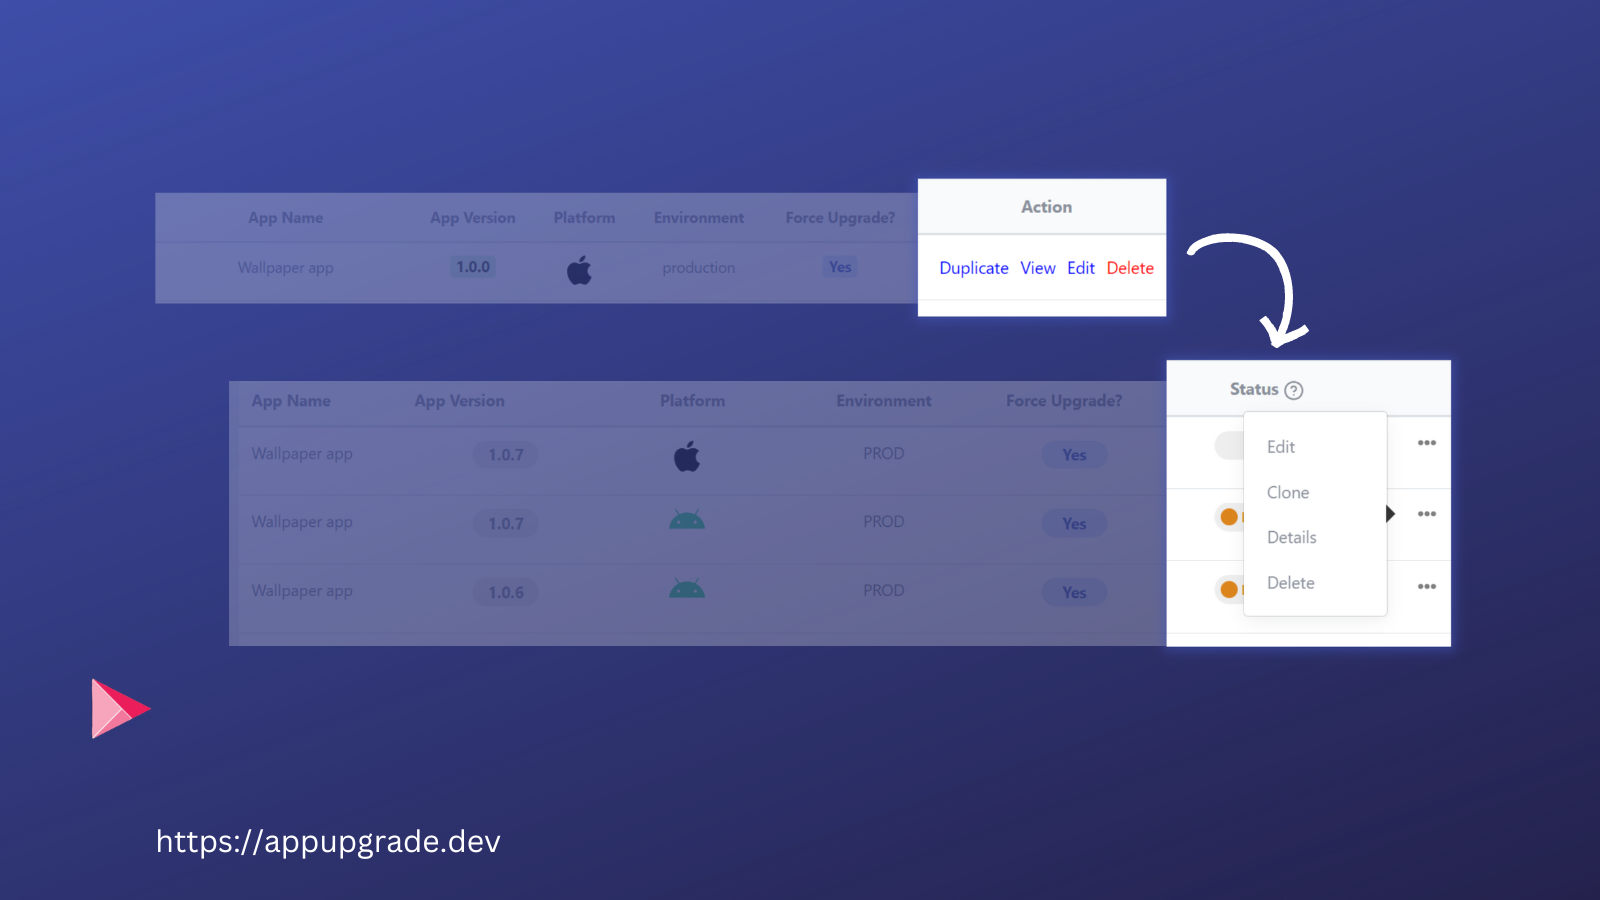 App Name App Version Platform Environment Force Upgrade? Action
Wallpaper app 1.0.0 production Yes Duplicate View Edit Delete
App Name App Version Platform Environment Force Upgrade? Status ?
Wallpaper app 1.0.7 PROD Yes •••
Edit
Clone
Wallpaper app 1.0.7 PROD Yes •••
Details
Wallpaper app 1.0.6 PROD Yes •••
Delete
https://appupgrade.dev